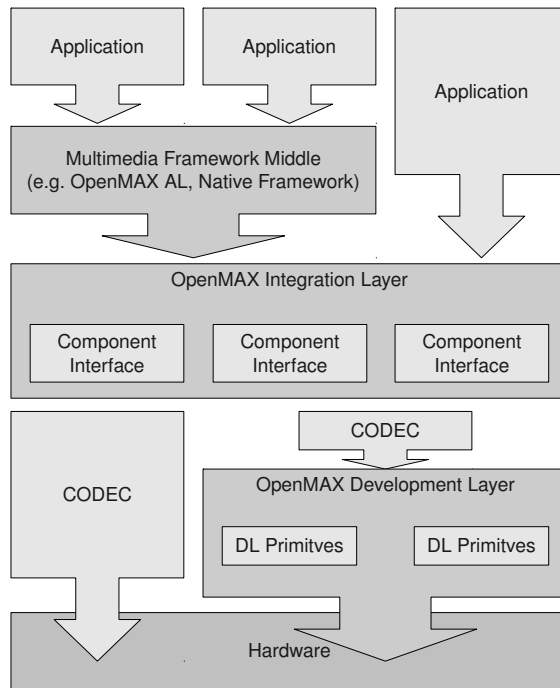 Application
Application
Application
Multimedia Framework Middle
(e.g. OpenMAX AL, Native Framework)
OpenMAX Integration Layer
Component
Interface
Component
Interface
Component
Interface
CODEC
CODEC
OpenMAX Development Layer
DL Primitves
DL Primitves
Hardware